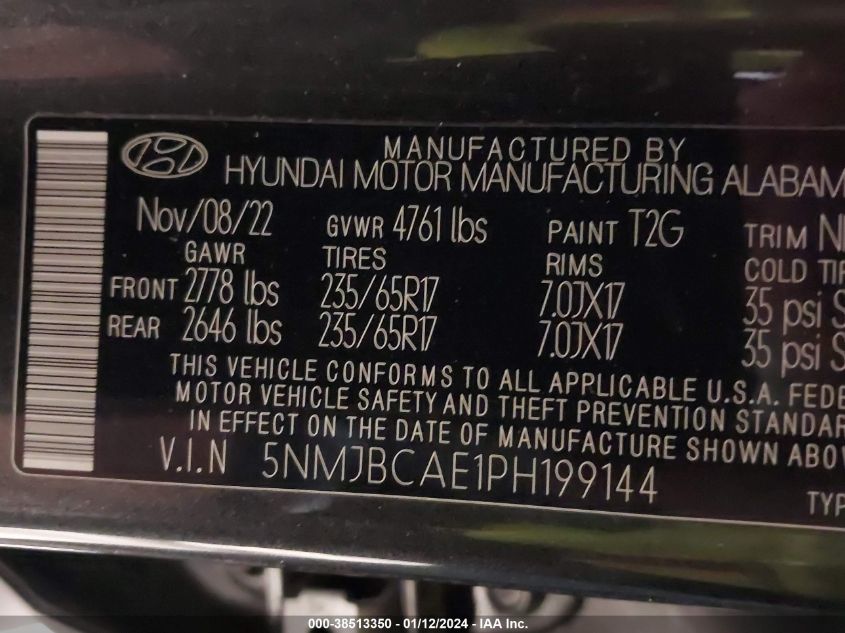 MANUFACTURED BY
HYUNDAI MOTOR MANUFACTURING ALABAM
Nov/08/22 GVWR 4761 lbs PAINT T2G TRIM
GAWR TIRES RIMS COLD TIR
FRONT 2778 lbs 235/65R17 7.0JX17 35 psi
REAR 2646 lbs 235/65R17 7.0JX17 35 psi
THIS VEHICLE CONFORMS TO ALL APPLICABLE U.S.A. FEDE
MOTOR VEHICLE SAFETY AND THEFT PREVENTION STANDAR
IN EFFECT ON THE DATE OF MANUFACTURE SHOWN ABOV
V.I.N 5NMJBCAE1PH199144
TYP
000-38513350 - 01/12/2024 - IAA Inc.